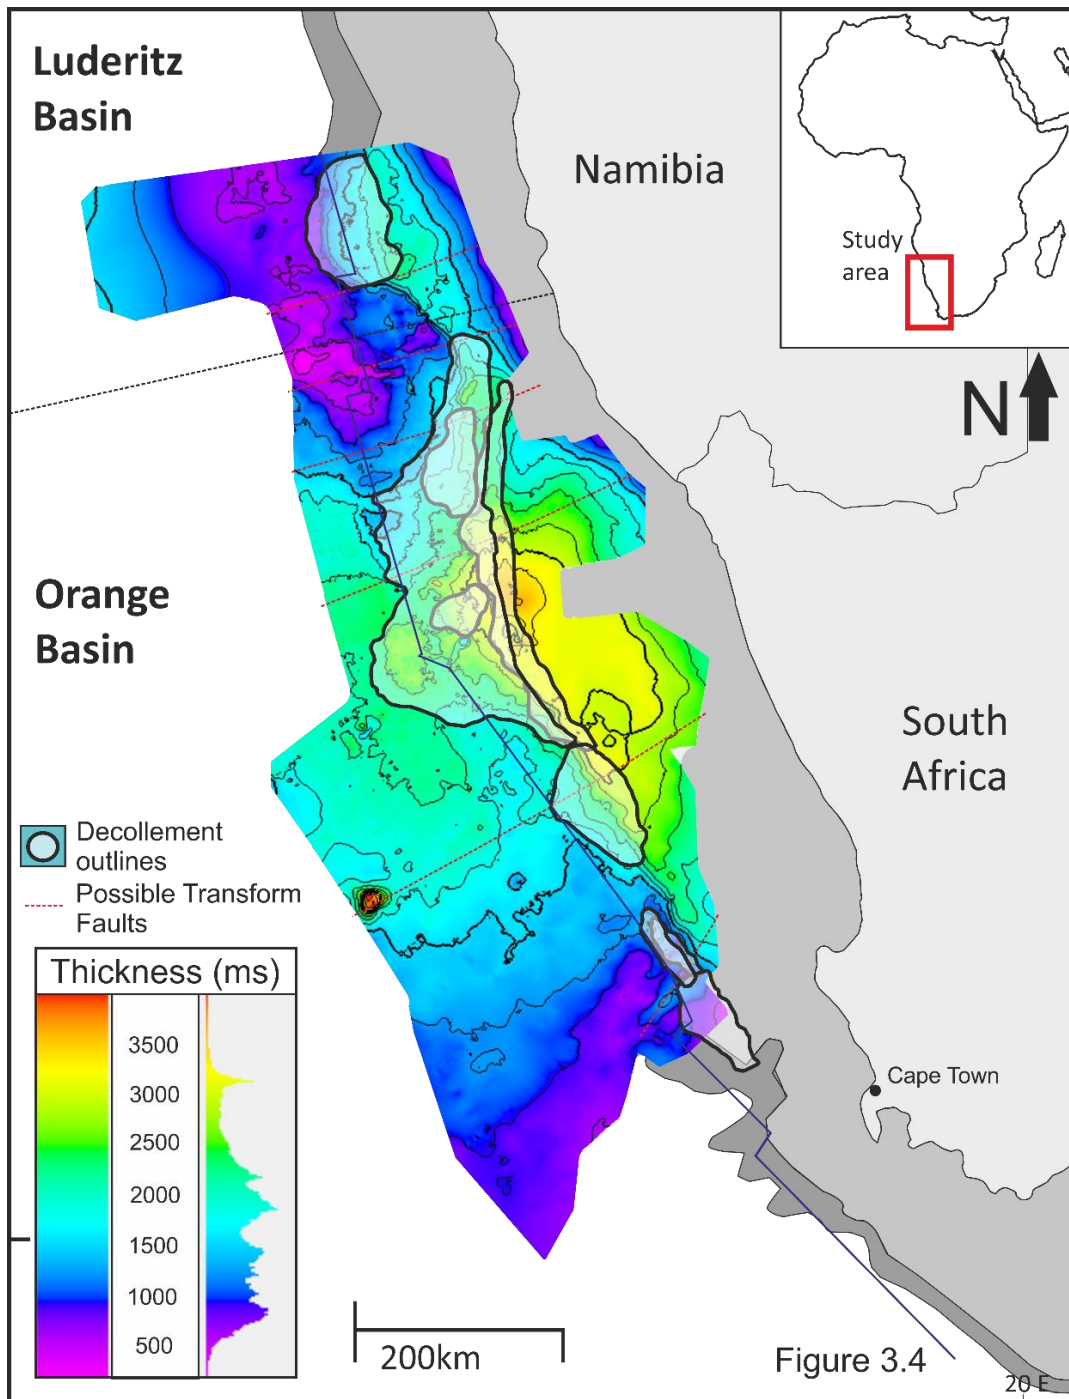 Luderitz
Basin
Namibia
Study
area
N
Orange
Basin
South
Africa
Decollement
outlines
Possible Transform
Faults
Thickness (ms)
3500
3000
2500
2000
1500
1000
500
Cape Town
200km
Figure 3.4
20 E